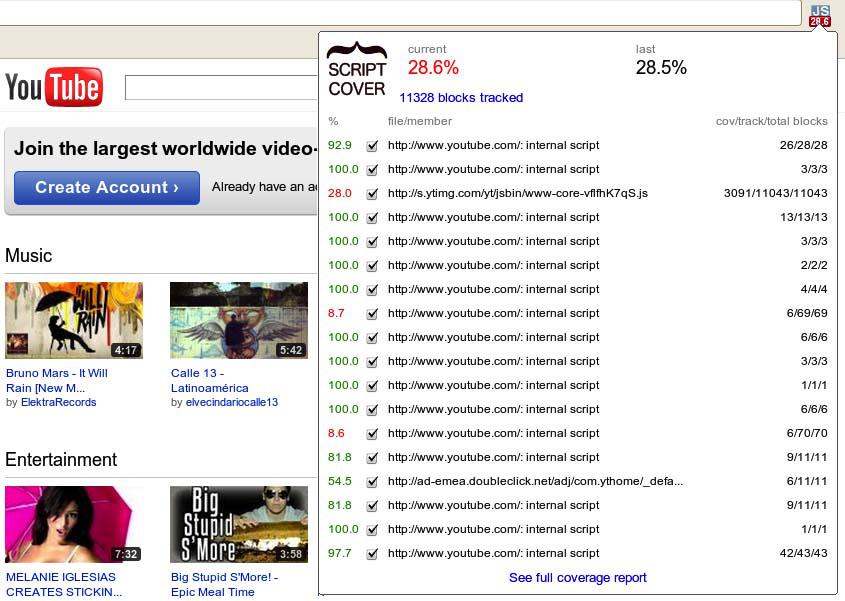 JS
28.6
You Tube
SCRIPT
COVER
current
28.6%
last
28.5%
11328 blocks tracked
% file/member cov/track/total blocks
92.9 http://www.youtube.com/: internal script 26/28/28
100.0 http://www.youtube.com/: internal script 3/3/3
28.0 http://s.ytimg.com/yt/jsbin/www-core-vflfhK7qS.js 3091/11043/11043
100.0 http://www.youtube.com/: internal script 13/13/13
100.0 http://www.youtube.com/: internal script 3/3/3
100.0 http://www.youtube.com/: internal script 2/2/2
100.0 http://www.youtube.com/: internal script 4/4/4
8.7 http://www.youtube.com/: internal script 6/69/69
100.0 http://www.youtube.com/: internal script 6/6/6
100.0 http://www.youtube.com/: internal script 3/3/3
100.0 http://www.youtube.com/: internal script 1/1/1
100.0 http://www.youtube.com/: internal script 6/6/6
8.6 http://www.youtube.com/: internal script 6/70/70
81.8 http://www.youtube.com/: internal script 9/11/11
54.5 http://ad-emea.doubleclick.net/adj/com.ythome/_defa... 6/11/11
81.8 http://www.youtube.com/: internal script 9/11/11
100.0 http://www.youtube.com/: internal script 1/1/1
97.7 http://www.youtube.com/: internal script 42/43/43
See full coverage report
Join the largest worldwide video-
Create Account ›
Already have an a
Music
WILL
RAIN
4:17
Bruno Mars - It Will
Rain [New M...
by ElektraRecords
5:42
Calle 13 -
Latinoamérica
by elvecindariocalle13
Entertainment
7:32
MELANIE IGLESIAS
CREATES STICKIN...
Big
Stupid
S'More
3:58
Big Stupid S'More! -
Epic Meal Time